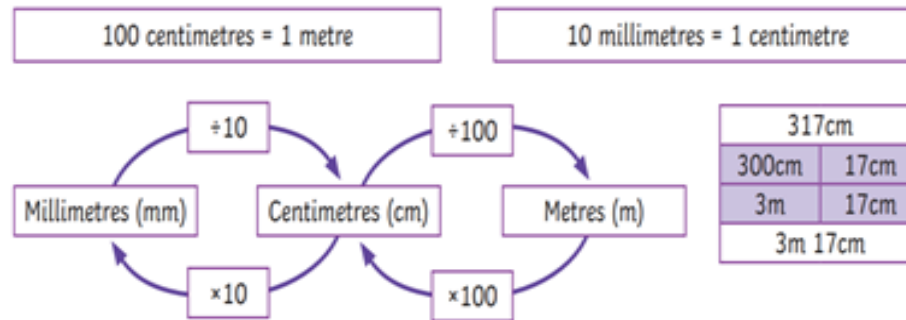 100 centimetres = 1 metre
10 millimetres = 1 centimetre
÷10
÷100
Millimetres (mm)
Centimetres (cm)
Metres (m)
×10
×100
317cm
300cm 17cm
3m 17cm
3m 17cm